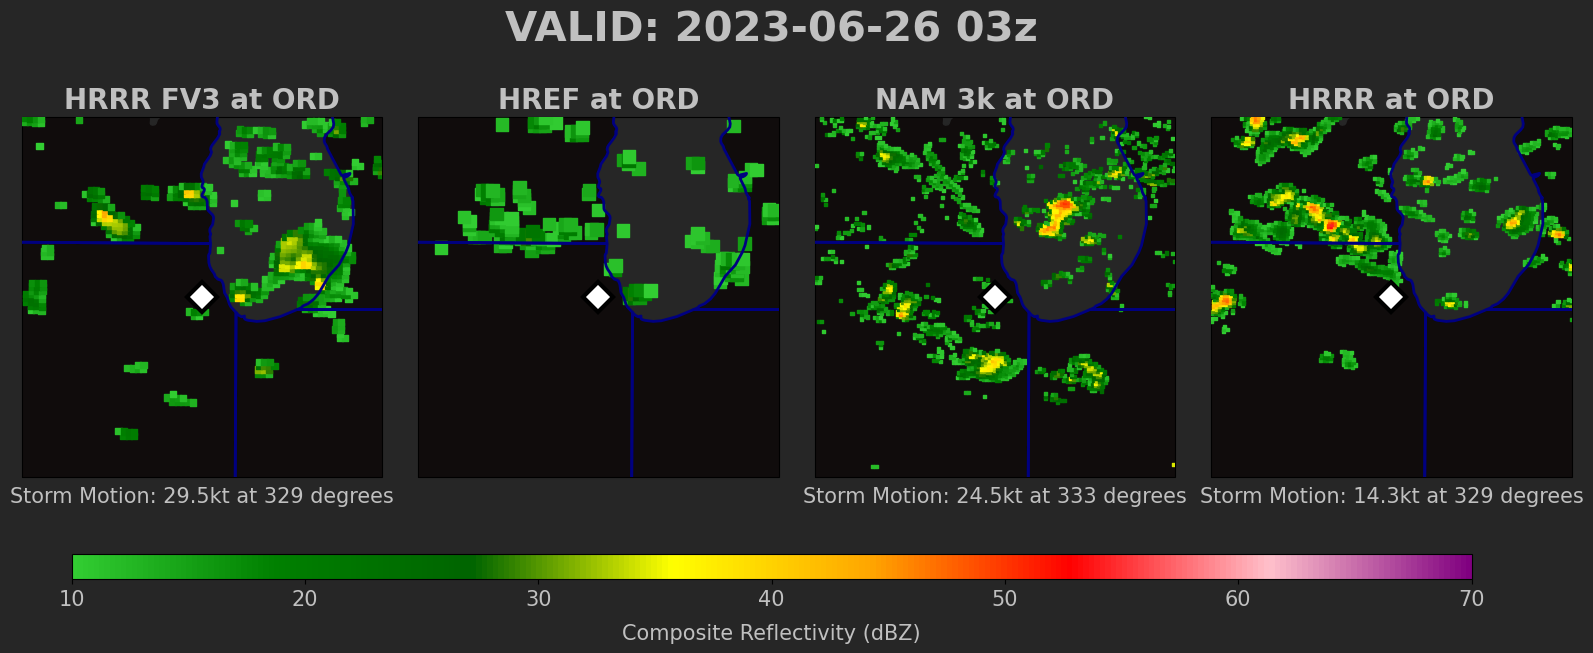 VALID: 2023-06-26 03z
HRRR FV3 at ORD
HREF at ORD
NAM 3k at ORD
HRRR at ORD
Storm Motion: 29.5kt at 329 degrees
Storm Motion: 24.5kt at 333 degrees
Storm Motion: 14.3kt at 329 degrees
10 20 30 40 50 60 70
Composite Reflectivity (dBZ)